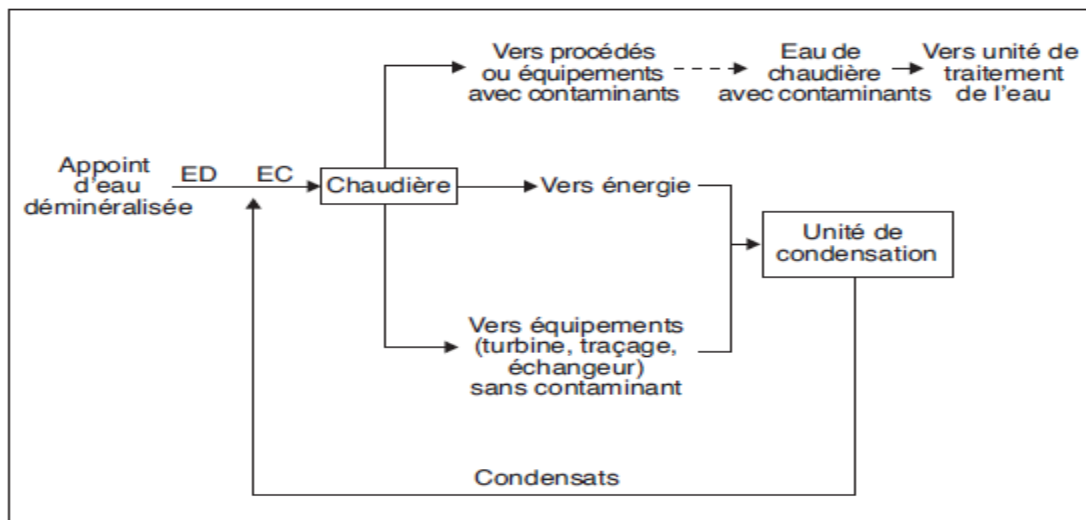 Vers procédés
ou équipements
avec contaminants
Eau de
chaudière
avec contaminants
Vers unité de
traitement
de l'eau
Appoint
d'eau
déminéralisée
ED
EC
Chaudière
Vers énergie
Unité de
condensation
Vers équipements
(turbine, traçage,
échangeur)
sans contaminant
Condensats